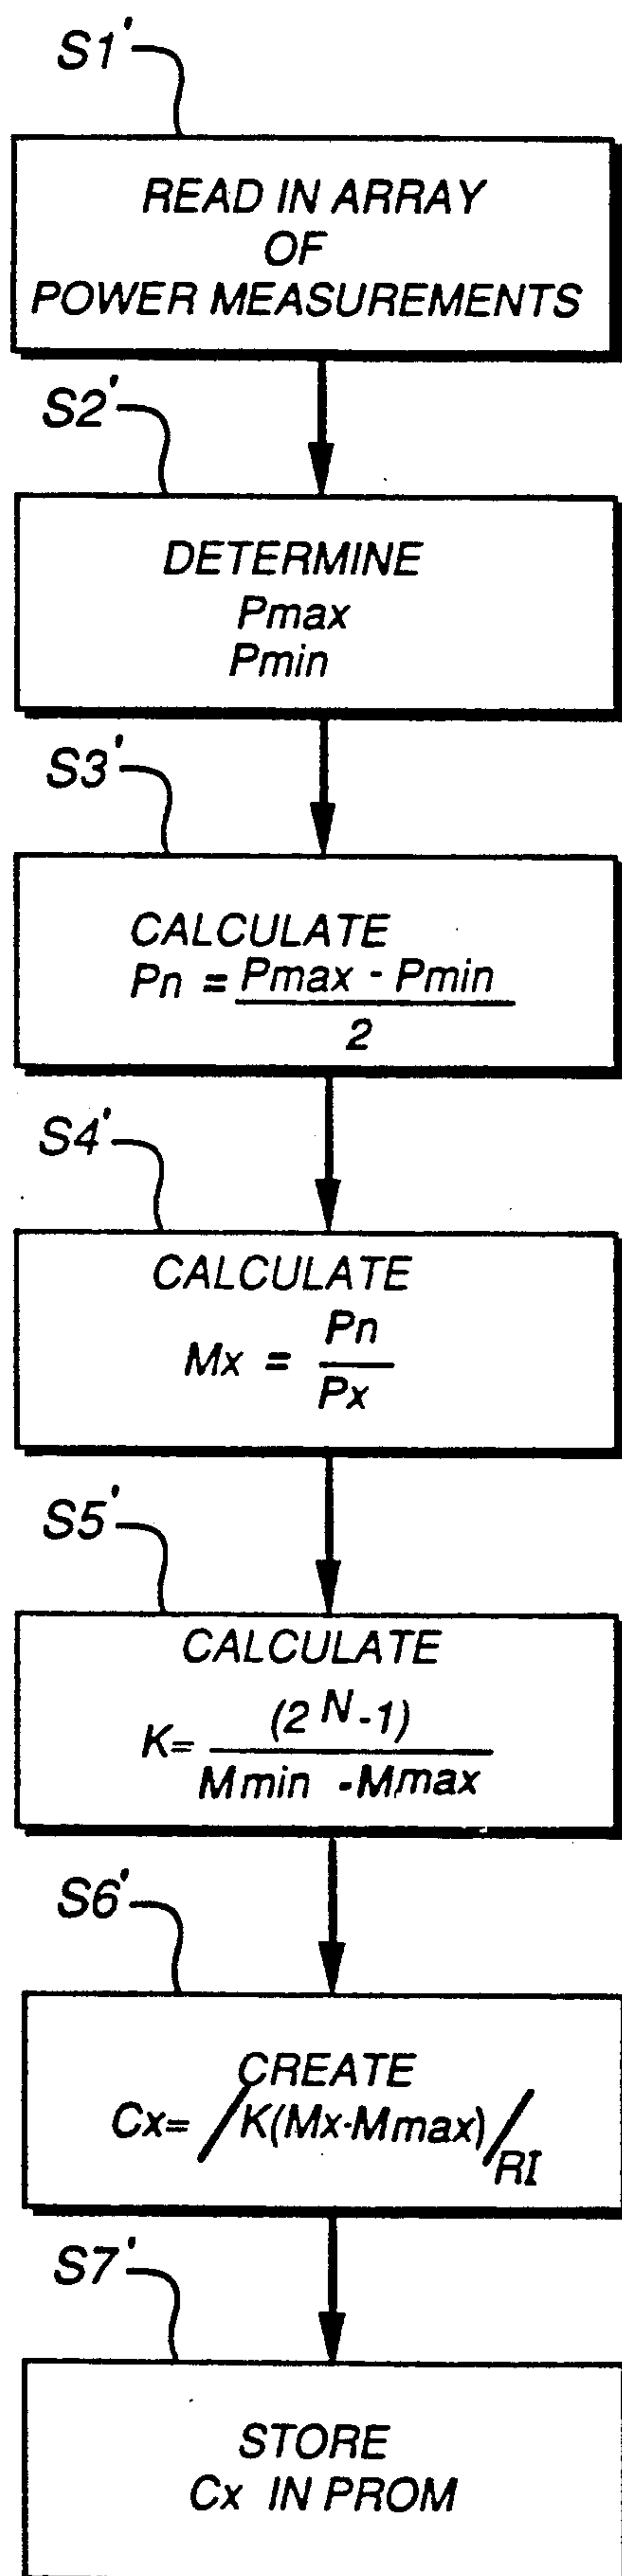 S1'
READ IN ARRAY
OF
POWER MEASUREMENTS
S2'
DETERMINE
Pmax
Pmin
S3'
CALCULATE
Pn = Pmax - Pmin
2
S4'
CALCULATE
Pn
Mx =
Px
S5'
CALCULATE
(2 N -1)
K=
Mmin -Mmax
S6'
CREATE
Cx= /K(Mx-Mmax)/RI
S7'
STORE
Cx IN PROM